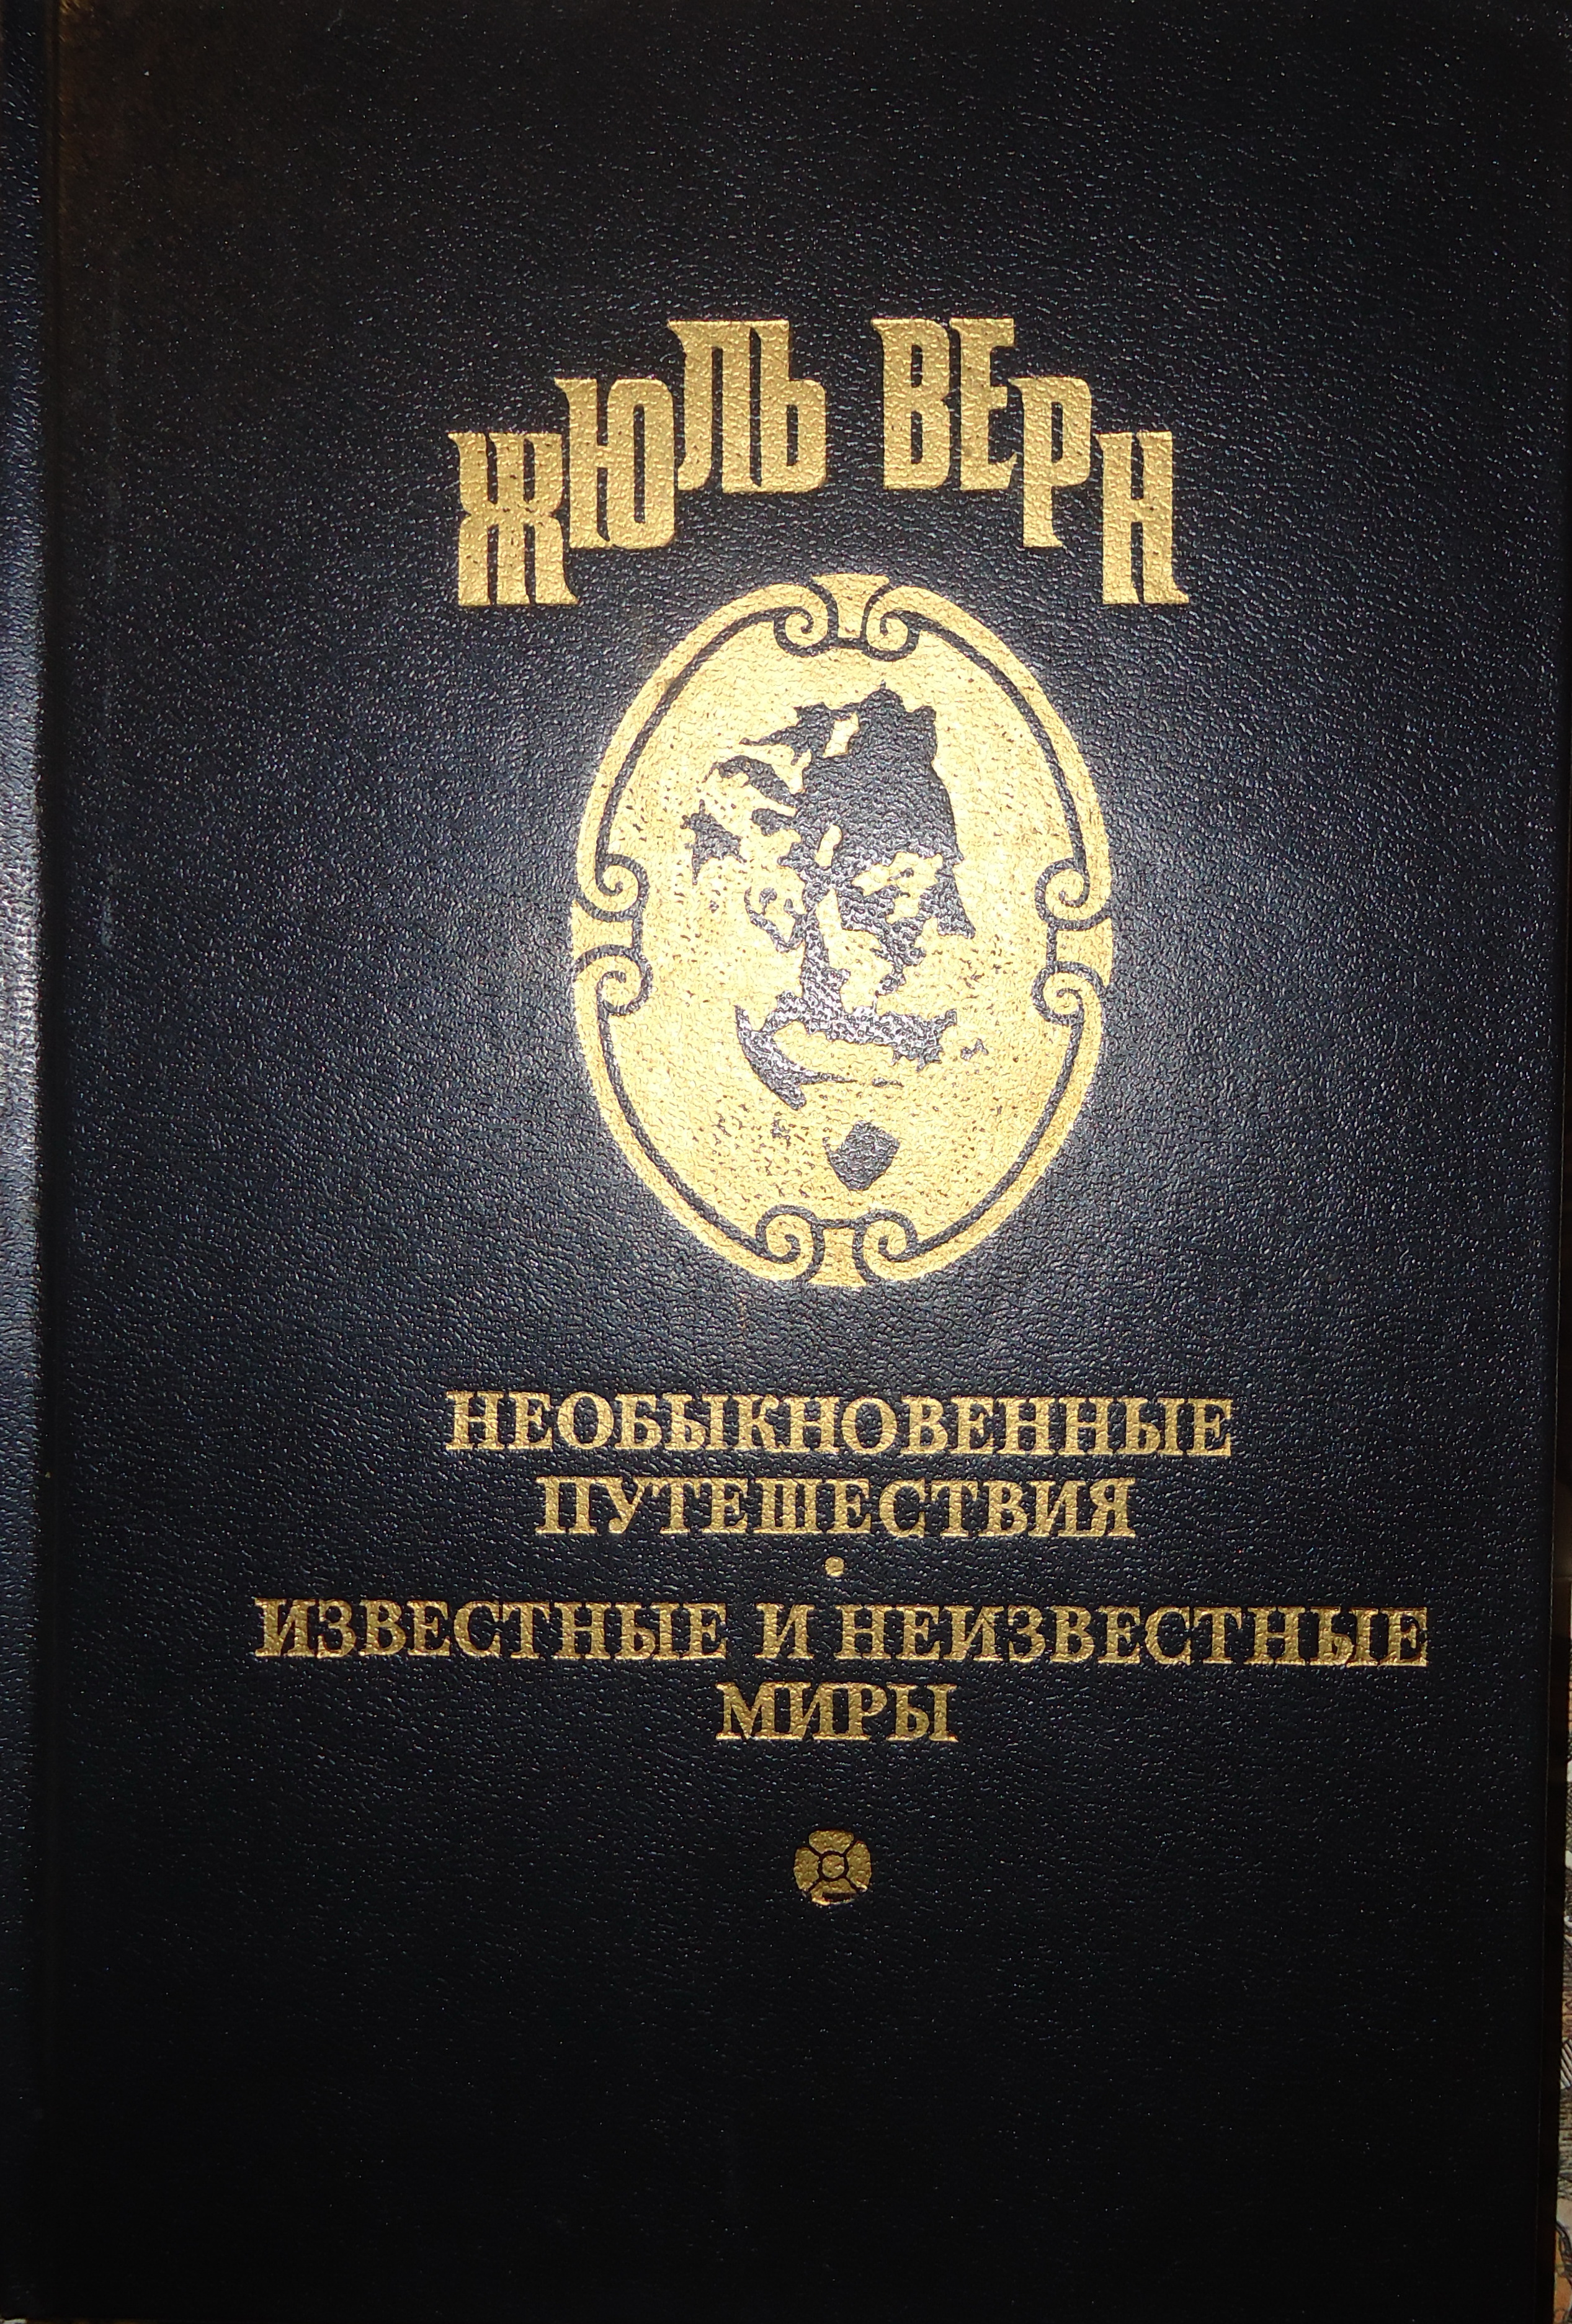 ЖЮЛЬ ВЕРН
НЕОБЫКНОВЕННЫЕ
ПУТЕШЕСТВИЯ
•
ИЗВЕСТНЫЕ И НЕИЗВЕСТНЫЕ
МИРЫ